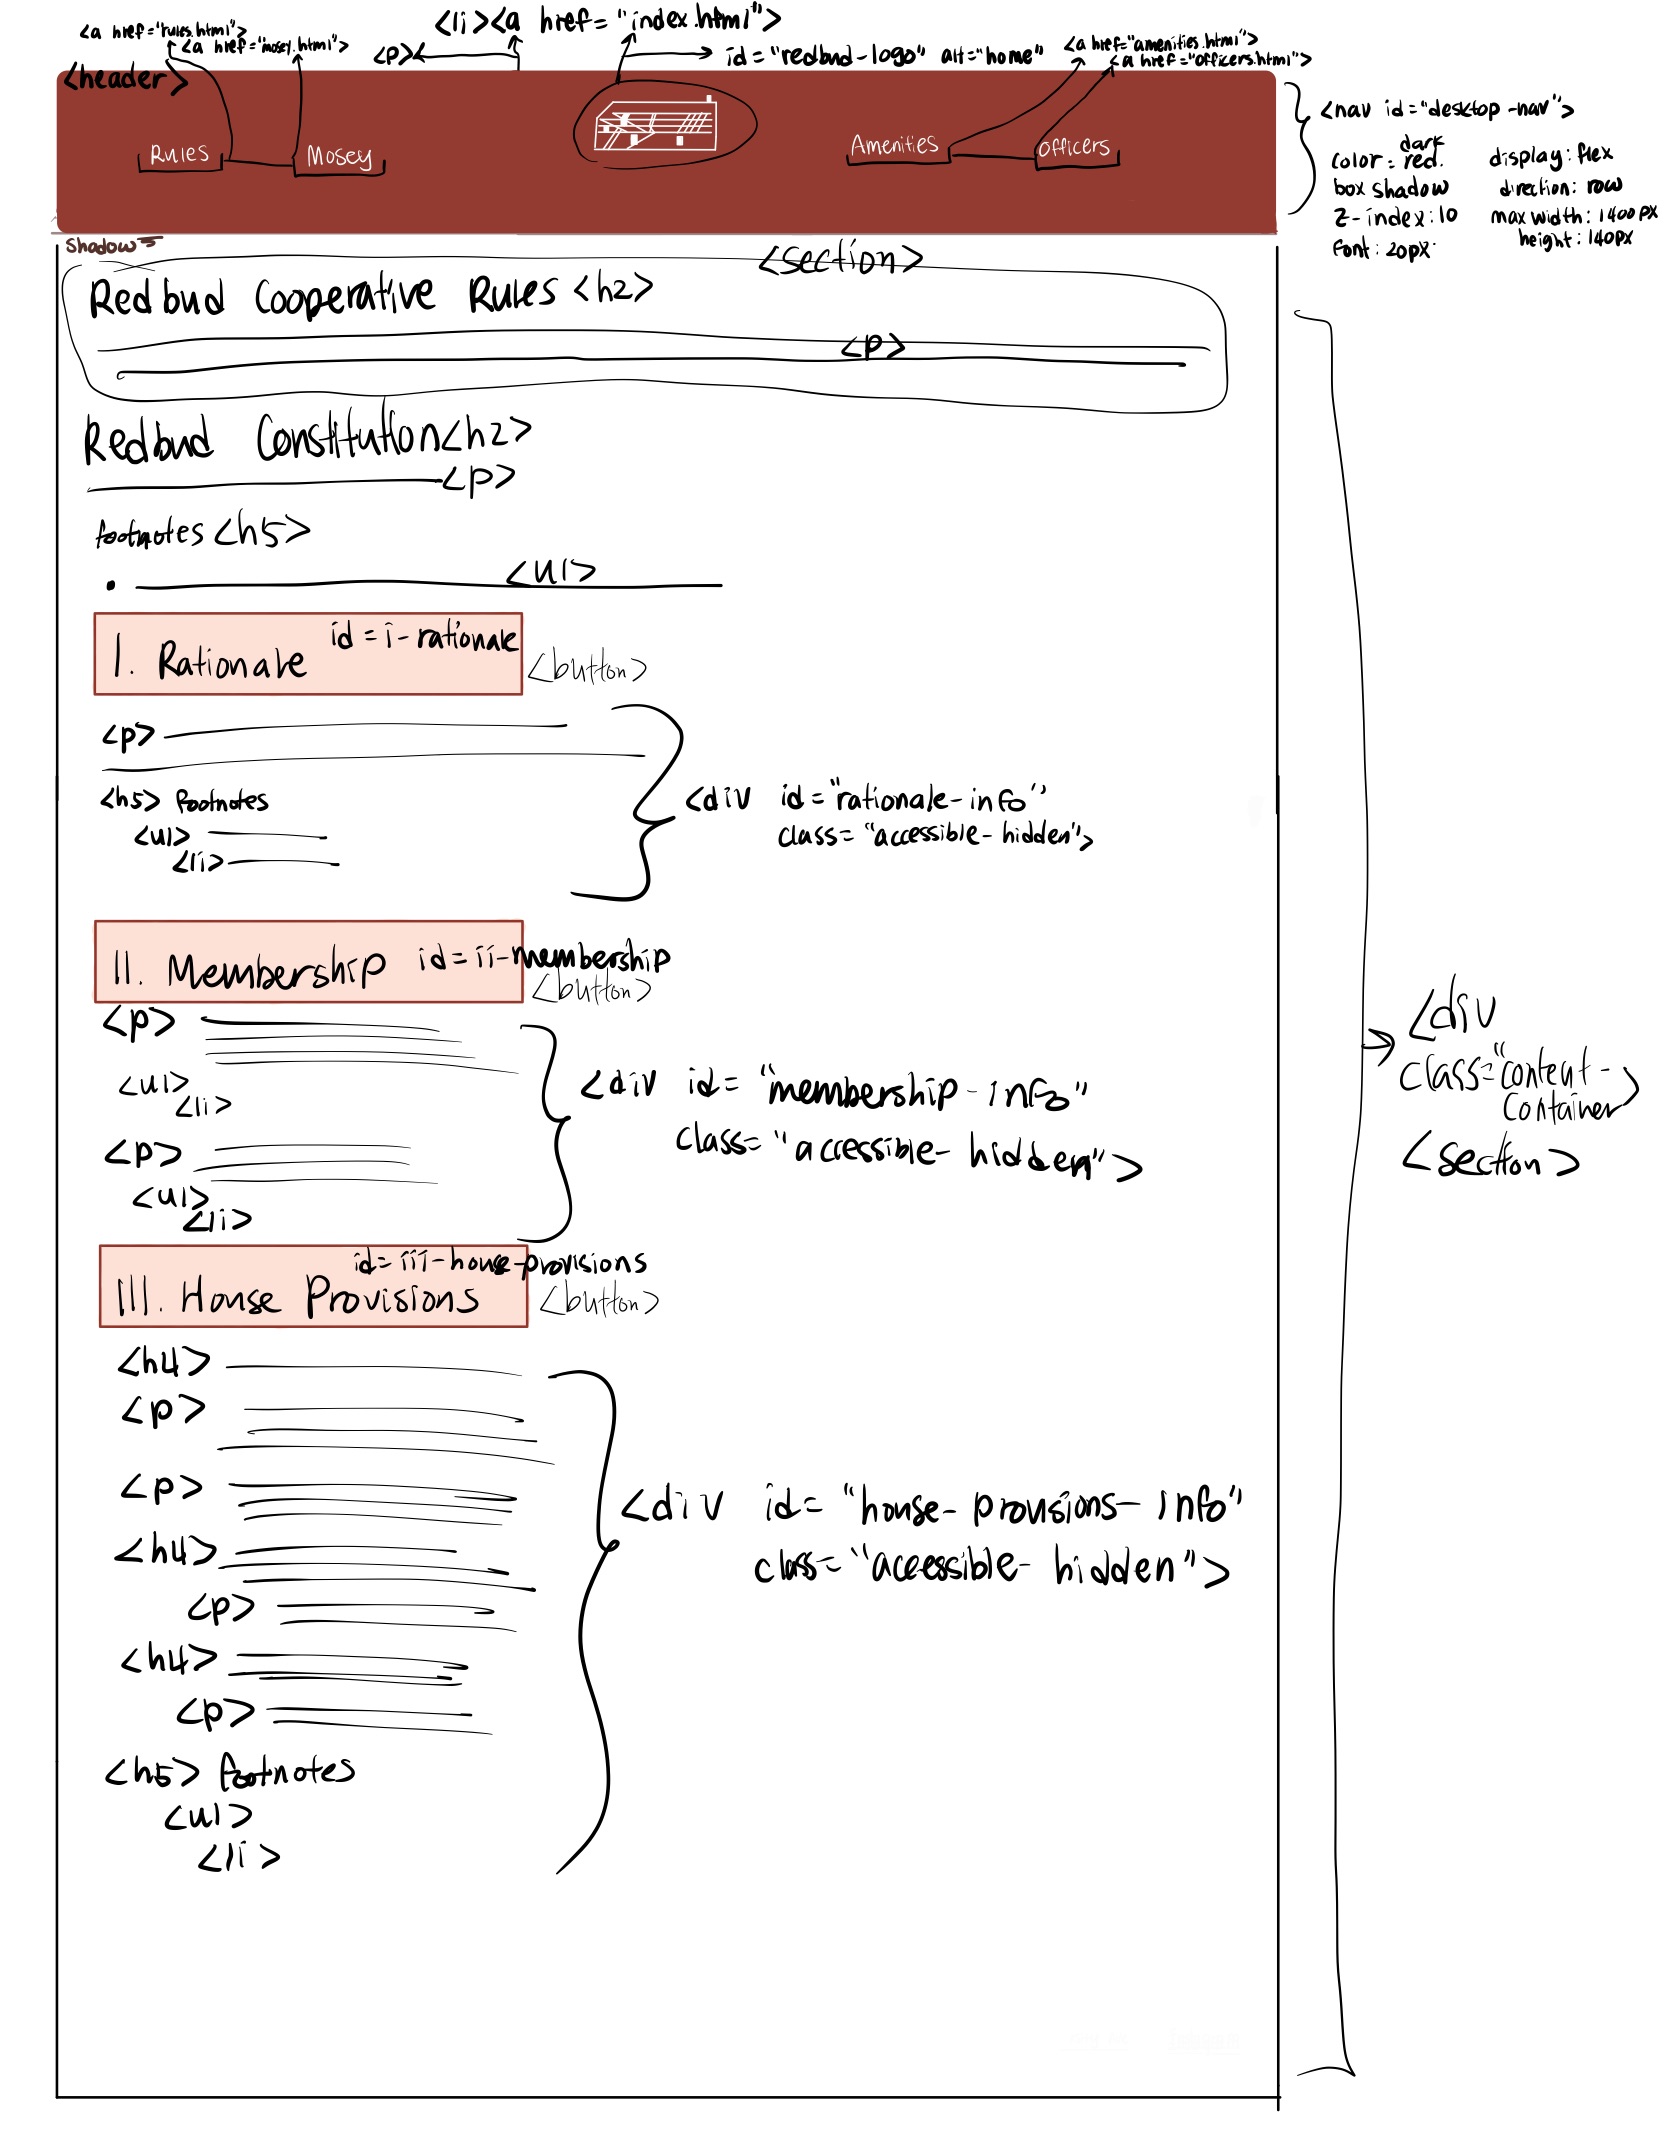 <a href="rules.html">
<a href="mosey.html">
<li><a href="index.html">
<p>
id="redbud-logo" alt="home"
<a href="amenities.html">
<a href="officers.html">
<header>
Rules
Mosey
Amenities
Officers
<nav id="desktop-nav">
color: dark red.
box shadow
z-index: 10
font: 20px
display: flex
direction: row
max width: 1400px
height: 140px
Shadow
<section>
Redbud Cooperative Rules <h2>
<p>
Redbud Constitution <h2>
<p>
footnotes <h5>
<ul>
I. Rationale id = i-rationale
<button>
<p>
<h5> footnotes
<ul>
<li>
<div id="rationale-info"
class="accessible-hidden">
II. Membership id = ii-membership
<button>
<p>
<ul>
<li>
<p>
<ul>
<li>
<div id="membership-info"
class="accessible-hidden">
III. House Provisions id= iii-house-provisions
<button>
<h4>
<p>
<p>
<h4>
<p>
<h4>
<p>
<h5> footnotes
<ul>
<li>
<div id="house-provisions-info"
class="accessible-hidden">
<div
class="content-
container>
<section>